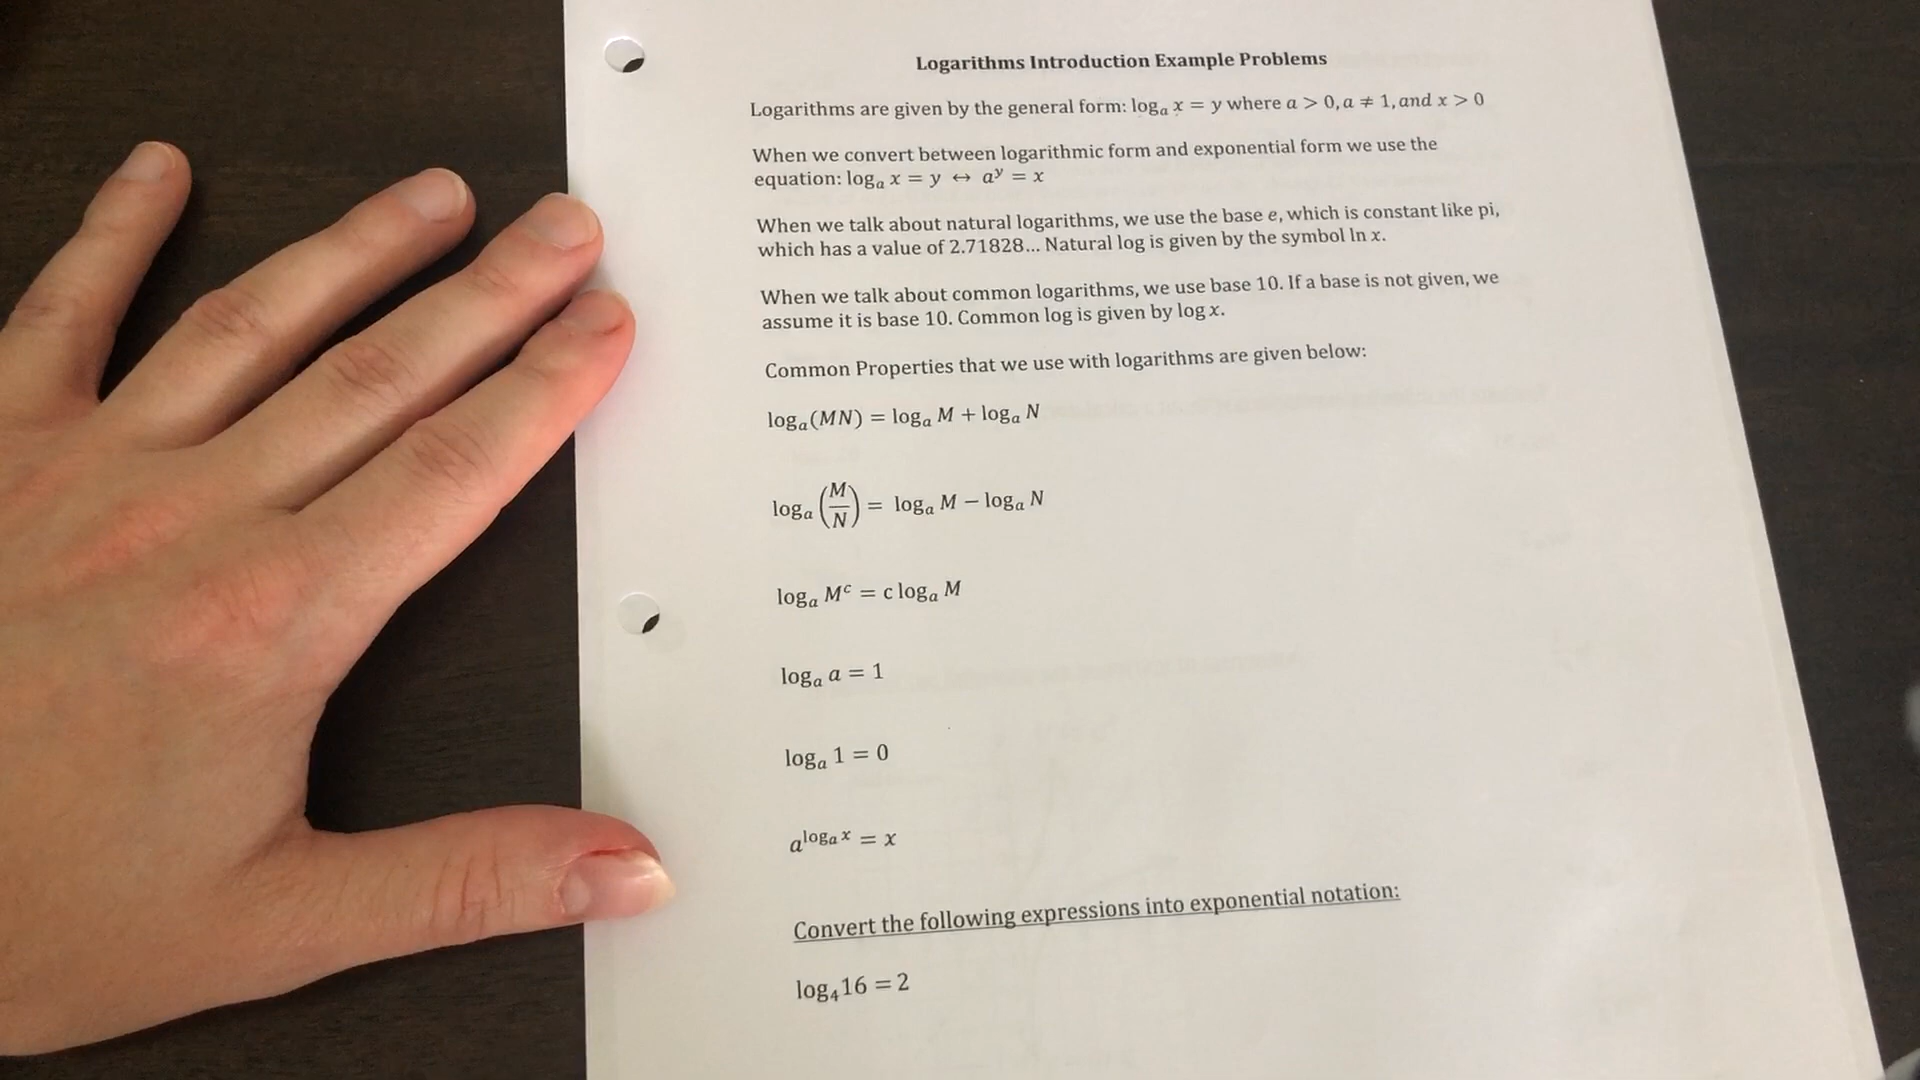 Logarithms Introduction Example Problems
Logarithms are given by the general form: logₐ x = y where a > 0, a ≠ 1, and x > 0
When we convert between logarithmic form and exponential form we use the
equation: logₐ x = y ↔ aʸ = x
When we talk about natural logarithms, we use the base e, which is constant like pi,
which has a value of 2.71828... Natural log is given by the symbol ln x.
When we talk about common logarithms, we use base 10. If a base is not given, we
assume it is base 10. Common log is given by log x.
Common Properties that we use with logarithms are given below:
logₐ(MN) = logₐ M + logₐ N
logₐ (M/N) = logₐ M − logₐ N
logₐ Mᶜ = c logₐ M
logₐ a = 1
logₐ 1 = 0
a^(logₐ x) = x
Convert the following expressions into exponential notation:
log₄16 = 2